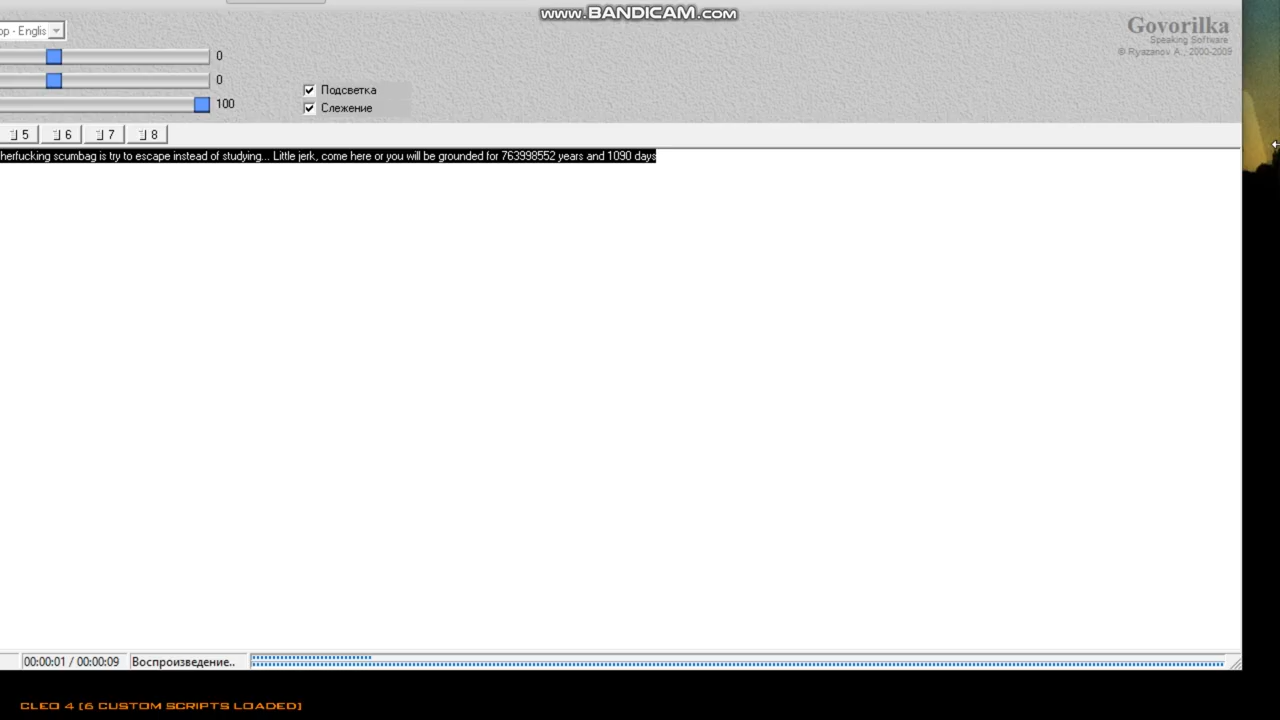 www.BANDICAM.com
op - Englis
Govorilka
Speaking Software
© Ryazanov A., 2000-2009
0
0
100
Подсветка
Слежение
5 6 7 8
herfucking scumbag is try to escape instead of studying... Little jerk, come here or you will be grounded for 763998552 years and 1090 days
00:00:01 / 00:00:09 Воспроизведение..
CLEO 4 [6 CUSTOM SCRIPTS LOADED]